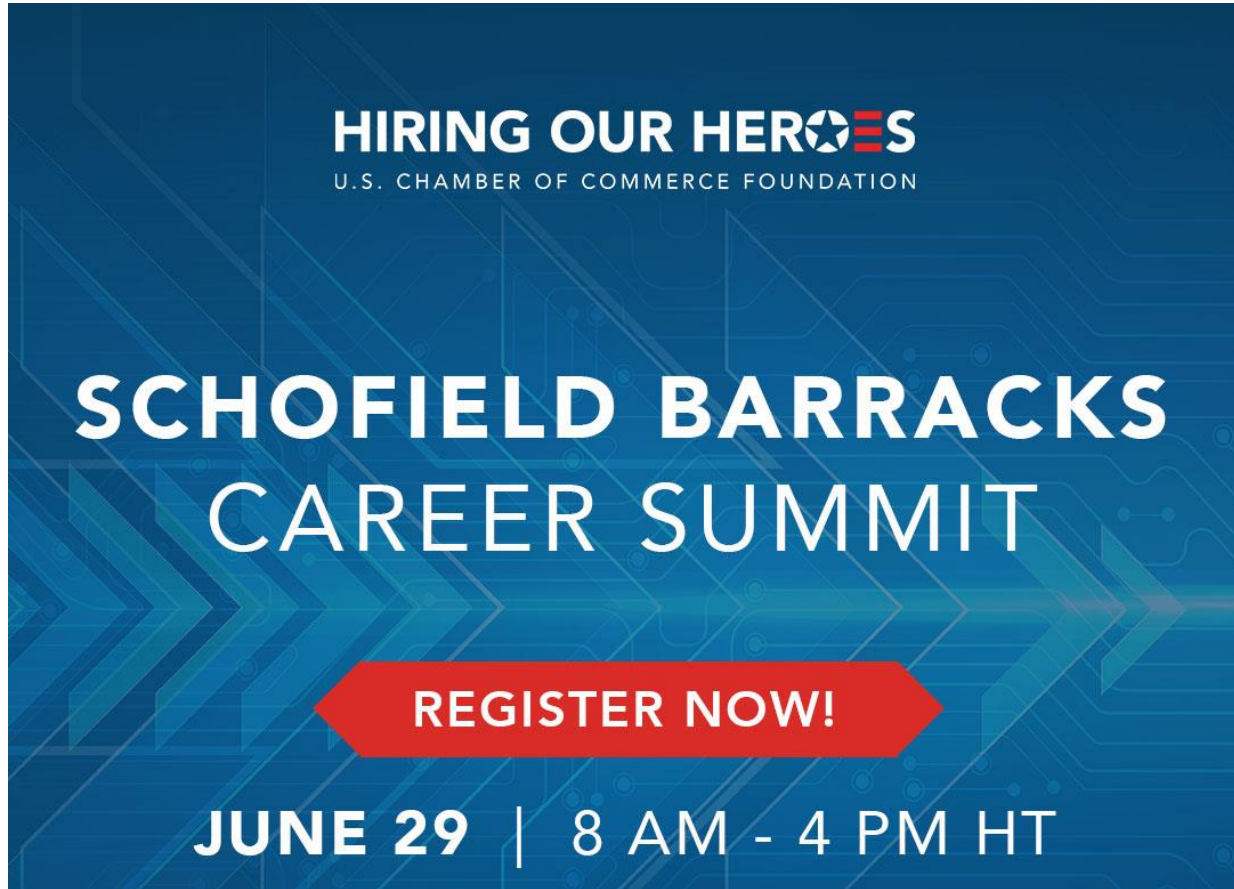 HIRING OUR HEROES
U.S. CHAMBER OF COMMERCE FOUNDATION
SCHOFIELD BARRACKS
CAREER SUMMIT
REGISTER NOW!
JUNE 29 | 8 AM - 4 PM HT